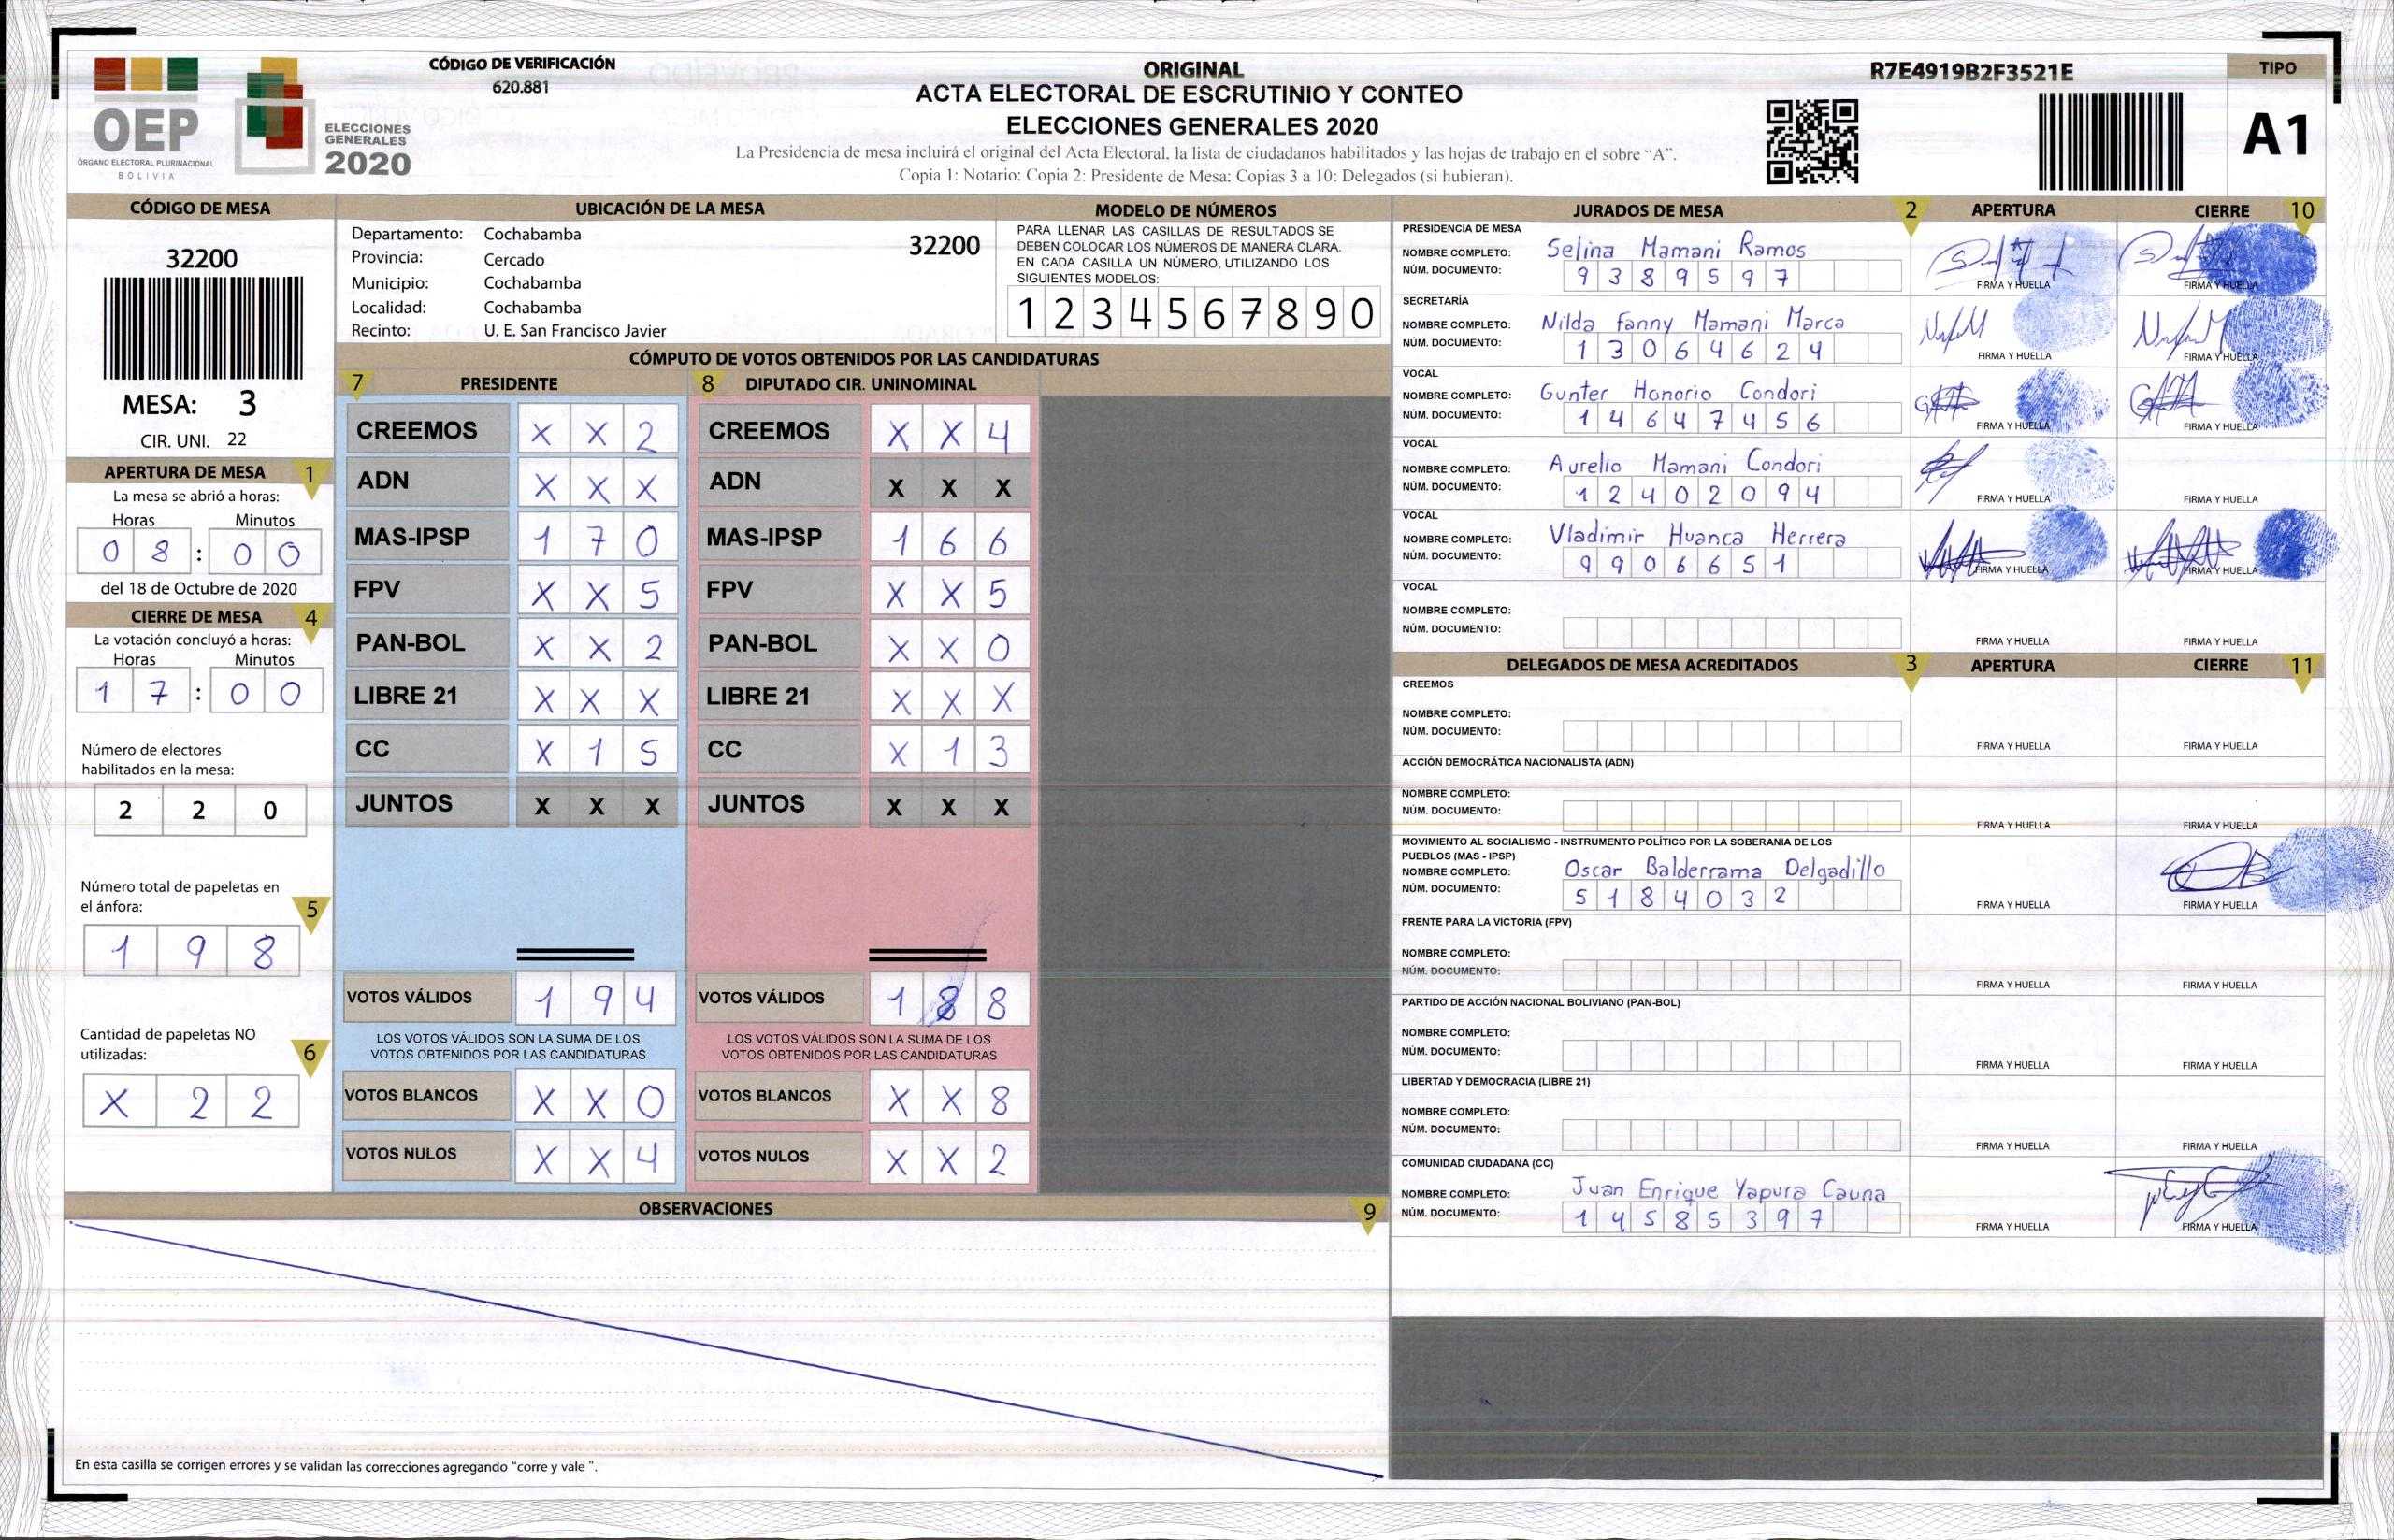 CÓDIGO DE VERIFICACIÓN
620.881
OEP
ÓRGANO ELECTORAL PLURINACIONAL
BOLIVIA
ELECCIONES
GENERALES
2020
ORIGINAL
ACTA ELECTORAL DE ESCRUTINIO Y CONTEO
ELECCIONES GENERALES 2020
La Presidencia de mesa incluirá el original del Acta Electoral, la lista de ciudadanos habilitados y las hojas de trabajo en el sobre "A".
Copia 1: Notario: Copia 2: Presidente de Mesa: Copias 3 a 10: Delegados (si hubieran).
R7E4919B2F3521E
TIPO
A1
CÓDIGO DE MESA
32200
MESA: 3
CIR. UNI. 22
APERTURA DE MESA 1
La mesa se abrió a horas:
Horas Minutos
0 8 : 0 0
del 18 de Octubre de 2020
CIERRE DE MESA 4
La votación concluyó a horas:
Horas Minutos
1 7 : 0 0
Número de electores
habilitados en la mesa:
2 2 0
Número total de papeletas en
el ánfora: 5
1 9 8
Cantidad de papeletas NO
utilizadas: 6
X 2 2
UBICACIÓN DE LA MESA
Departamento: Cochabamba
32200
Provincia: Cercado
Municipio: Cochabamba
Localidad: Cochabamba
Recinto: U. E. San Francisco Javier
MODELO DE NÚMEROS
PARA LLENAR LAS CASILLAS DE RESULTADOS SE
DEBEN COLOCAR LOS NÚMEROS DE MANERA CLARA.
EN CADA CASILLA UN NÚMERO, UTILIZANDO LOS
SIGUIENTES MODELOS:
1 2 3 4 5 6 7 8 9 0
CÓMPUTO DE VOTOS OBTENIDOS POR LAS CANDIDATURAS
7 PRESIDENTE
CREEMOS X X 2
ADN X X X
MAS-IPSP 1 7 0
FPV X X 5
PAN-BOL X X 2
LIBRE 21 X X X
CC X 1 5
JUNTOS X X X
VOTOS VÁLIDOS 1 9 4
LOS VOTOS VÁLIDOS SON LA SUMA DE LOS
VOTOS OBTENIDOS POR LAS CANDIDATURAS
VOTOS BLANCOS X X 0
VOTOS NULOS X X 4
8 DIPUTADO CIR. UNINOMINAL
CREEMOS X X 4
ADN X X X
MAS-IPSP 1 6 6
FPV X X 5
PAN-BOL X X 0
LIBRE 21 X X X
CC X 1 3
JUNTOS X X X
VOTOS VÁLIDOS 1 8 8
LOS VOTOS VÁLIDOS SON LA SUMA DE LOS
VOTOS OBTENIDOS POR LAS CANDIDATURAS
VOTOS BLANCOS X X 8
VOTOS NULOS X X 2
OBSERVACIONES 9
En esta casilla se corrigen errores y se validan las correcciones agregando "corre y vale ".
JURADOS DE MESA 2 APERTURA CIERRE 10
PRESIDENCIA DE MESA
NOMBRE COMPLETO: Selina Mamani Ramos
NÚM. DOCUMENTO: 9 3 8 9 5 9 7
FIRMA Y HUELLA FIRMA Y HUELLA
SECRETARÍA
NOMBRE COMPLETO: Nilda Fanny Mamani Marca
NÚM. DOCUMENTO: 1 3 0 6 4 6 2 4
FIRMA Y HUELLA FIRMA Y HUELLA
VOCAL
NOMBRE COMPLETO: Gunter Honorio Condori
NÚM. DOCUMENTO: 1 4 6 4 7 4 5 6
FIRMA Y HUELLA FIRMA Y HUELLA
VOCAL
NOMBRE COMPLETO: Aurelio Mamani Condori
NÚM. DOCUMENTO: 1 2 4 0 2 0 9 4
FIRMA Y HUELLA FIRMA Y HUELLA
VOCAL
NOMBRE COMPLETO: Vladimir Huanca Herrera
NÚM. DOCUMENTO: 9 9 0 6 6 5 1
FIRMA Y HUELLA FIRMA Y HUELLA
VOCAL
NOMBRE COMPLETO:
NÚM. DOCUMENTO:
FIRMA Y HUELLA FIRMA Y HUELLA
DELEGADOS DE MESA ACREDITADOS 3 APERTURA CIERRE 11
CREEMOS
NOMBRE COMPLETO:
NÚM. DOCUMENTO:
FIRMA Y HUELLA FIRMA Y HUELLA
ACCIÓN DEMOCRÁTICA NACIONALISTA (ADN)
NOMBRE COMPLETO:
NÚM. DOCUMENTO:
FIRMA Y HUELLA FIRMA Y HUELLA
MOVIMIENTO AL SOCIALISMO - INSTRUMENTO POLÍTICO POR LA SOBERANIA DE LOS
PUEBLOS (MAS - IPSP)
NOMBRE COMPLETO: Oscar Balderrama Delgadillo
NÚM. DOCUMENTO: 5 1 8 4 0 3 2
FIRMA Y HUELLA FIRMA Y HUELLA
FRENTE PARA LA VICTORIA (FPV)
NOMBRE COMPLETO:
NÚM. DOCUMENTO:
FIRMA Y HUELLA FIRMA Y HUELLA
PARTIDO DE ACCIÓN NACIONAL BOLIVIANO (PAN-BOL)
NOMBRE COMPLETO:
NÚM. DOCUMENTO:
FIRMA Y HUELLA FIRMA Y HUELLA
LIBERTAD Y DEMOCRACIA (LIBRE 21)
NOMBRE COMPLETO:
NÚM. DOCUMENTO:
FIRMA Y HUELLA FIRMA Y HUELLA
COMUNIDAD CIUDADANA (CC)
NOMBRE COMPLETO: Juan Enrique Yapura Cauna
NÚM. DOCUMENTO: 1 4 5 8 5 3 9 7
FIRMA Y HUELLA FIRMA Y HUELLA